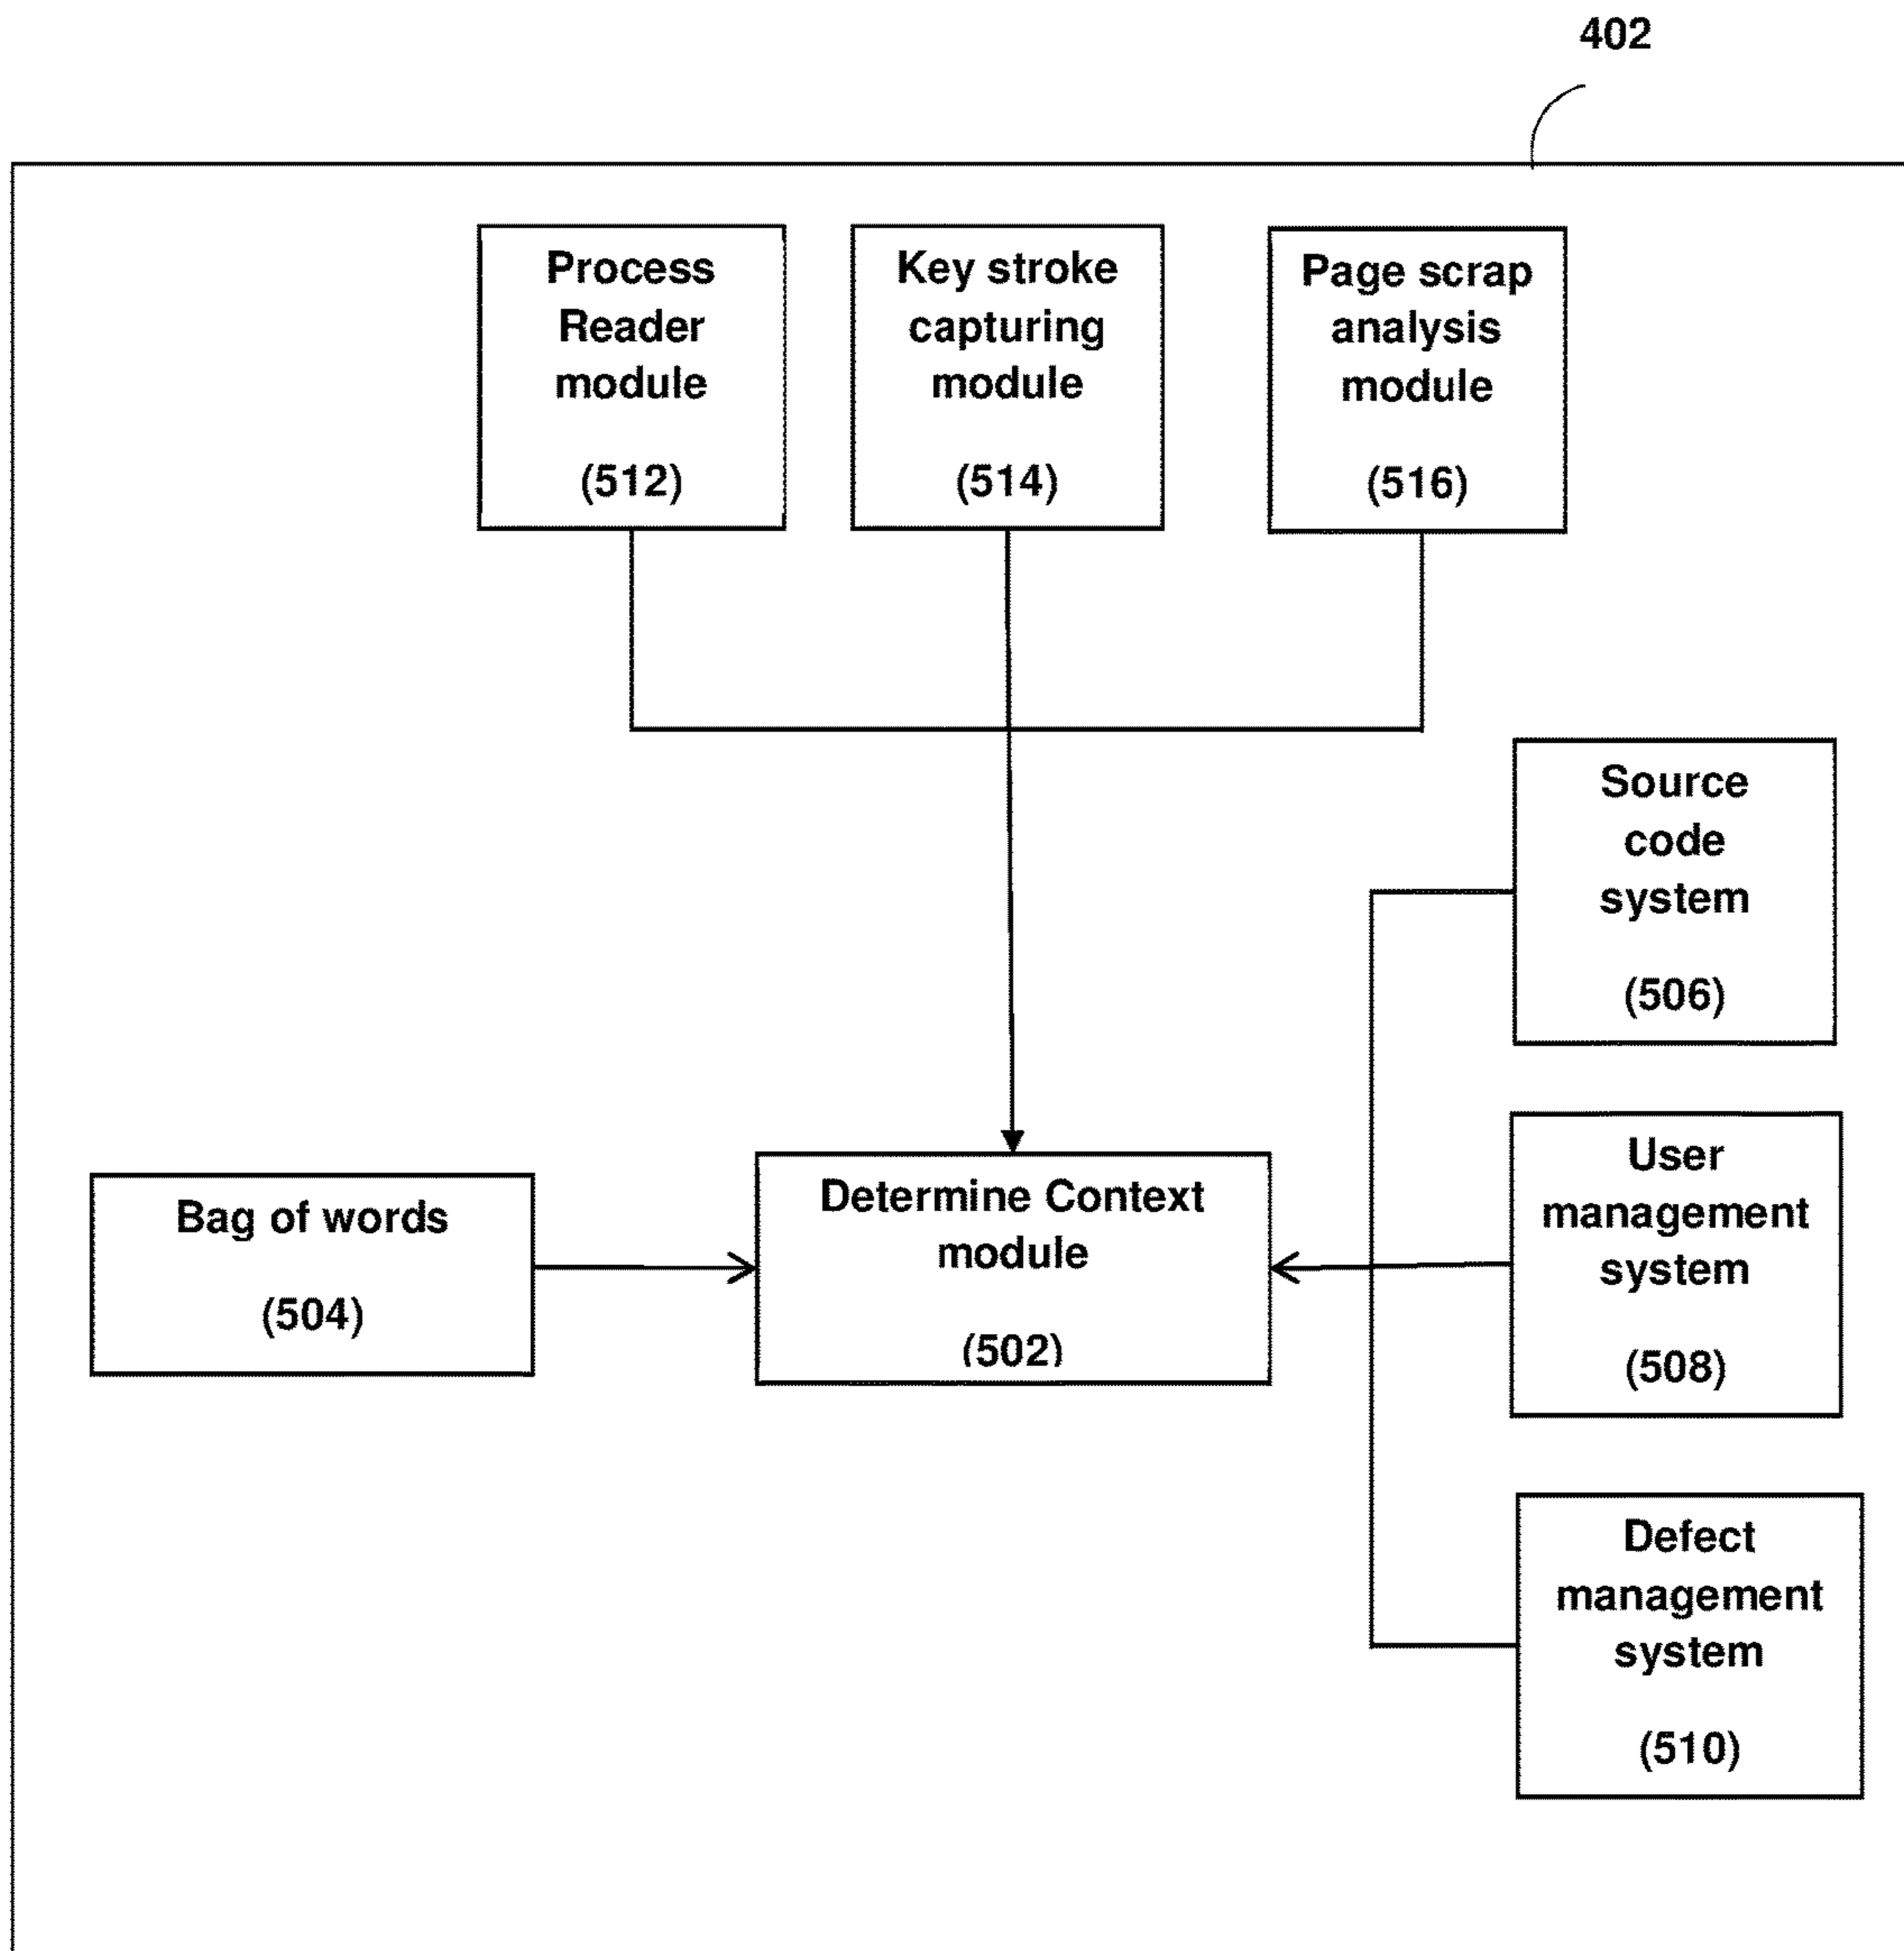 402
Process
Reader
module
(512)
Key stroke
capturing
module
(514)
Page scrap
analysis
module
(516)
Source
code
system
(506)
Bag of words
(504)
Determine Context
module
(502)
User
management
system
(508)
Defect
management
system
(510)